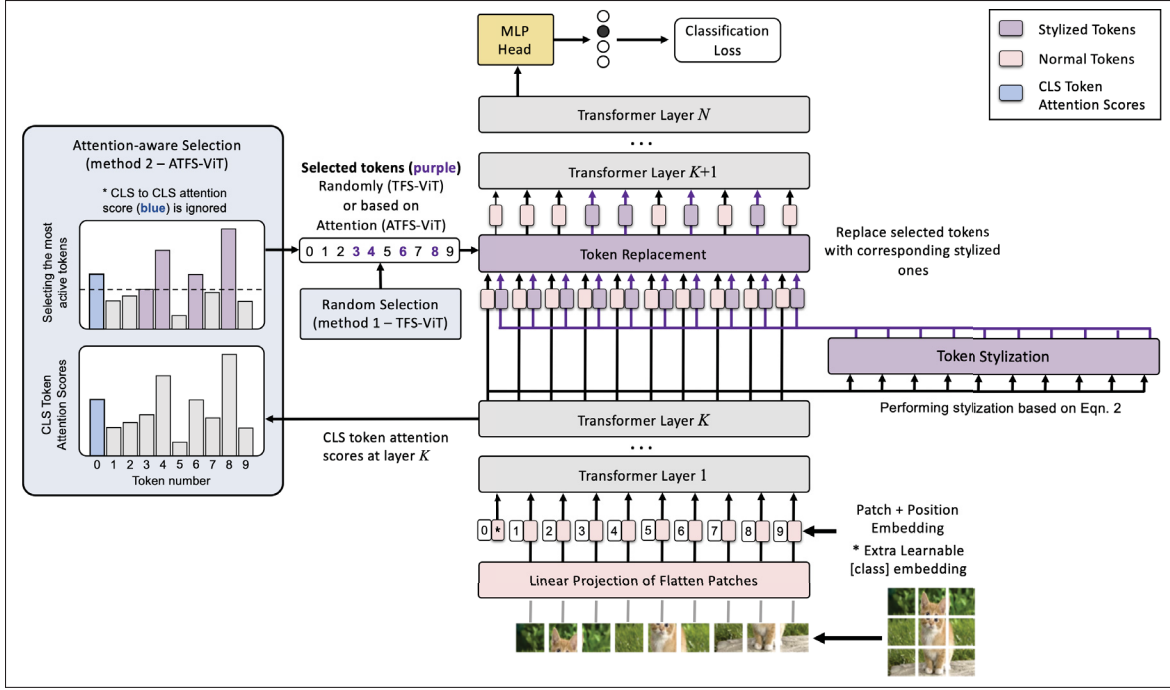 MLP
Head
Classification
Loss
Stylized Tokens
Normal Tokens
CLS Token
Attention Scores
Transformer Layer N
...
Transformer Layer K+1
Attention-aware Selection
(method 2 – ATFS-ViT)
* CLS to CLS attention
score (blue) is ignored
Selecting the most
active tokens
Selected tokens (purple)
Randomly (TFS-ViT)
or based on
Attention (ATFS-ViT)
0 1 2 3 4 5 6 7 8 9
Random Selection
(method 1 – TFS-ViT)
Token Replacement
Replace selected tokens
with corresponding stylized
ones
Token Stylization
Performing stylization based on Eqn. 2
CLS Token
Attention Scores
0 1 2 3 4 5 6 7 8 9
Token number
CLS token attention
scores at layer K
Transformer Layer K
...
Transformer Layer 1
0 * 1 2 3 4 5 6 7 8 9
Patch + Position
Embedding
* Extra Learnable
[class] embedding
Linear Projection of Flatten Patches